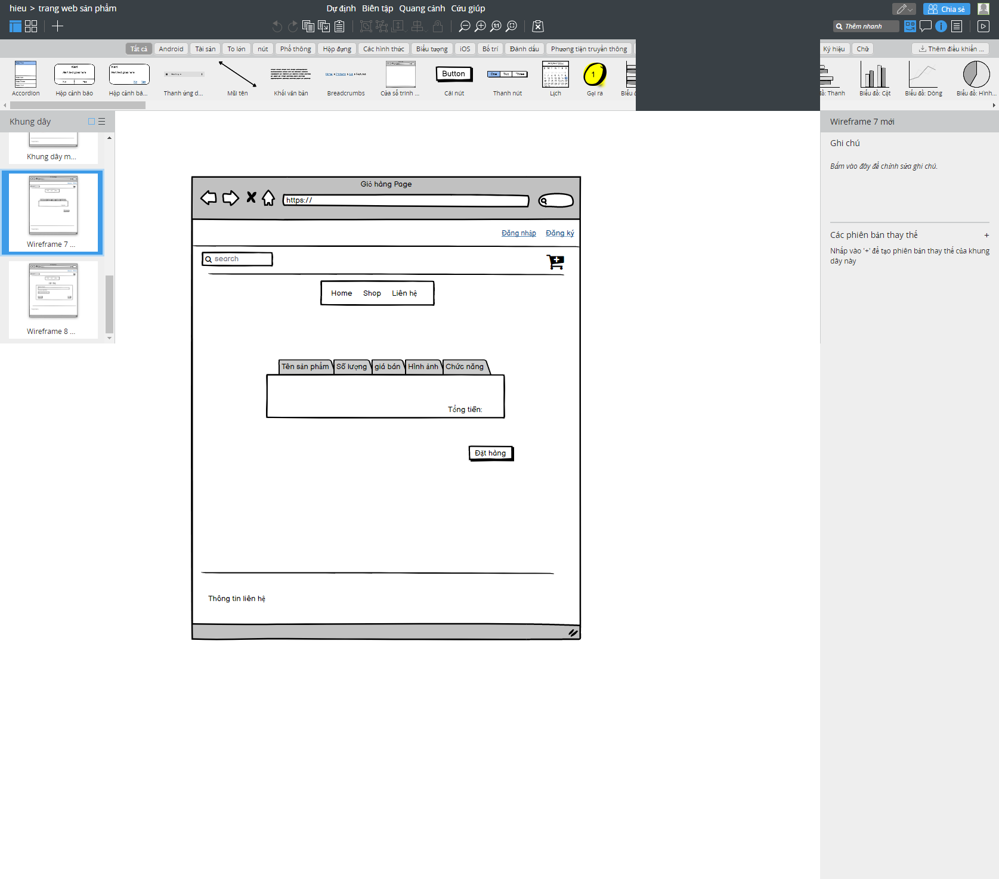 hieu > trang web sản phẩm
Dự định Biên tập Quang cảnh Cứu giúp
Chia sẻ
1:1
Thêm nhanh
Tất cả Android Tài sản To lớn nút Phổ thông Hộp đựng Các hình thức Biểu tượng iOS Bố trí Đánh dấu Phương tiện truyền thông Ký hiệu Chữ Thêm điều khiển ...
Button
One Two Three
1
Accordion Hộp cảnh báo Hộp cảnh bá... Thanh ứng d... Mũi tên Khối văn bản Breadcrumbs Cửa sổ trình ... Cái nút Thanh nút Lịch Gọi ra Biểu đồ: Thanh Biểu đồ: Cột Biểu đồ: Dòng Biểu đồ: Hình...
Khung dây
Khung dây m...
Wireframe 7 ...
Wireframe 8 ...
Giỏ hàng Page
https://
Đăng nhập Đăng ký
search
Home Shop Liên hệ
Tên sản phẩm Số lượng giá bán Hình ảnh Chức năng
Tổng tiền:
Đặt hàng
Thông tin liên hệ
Wireframe 7 mới
Ghi chú
Bấm vào đây để chỉnh sửa ghi chú.
Các phiên bản thay thế +
Nhấp vào '+' để tạo phiên bản thay thế của khung
dây này